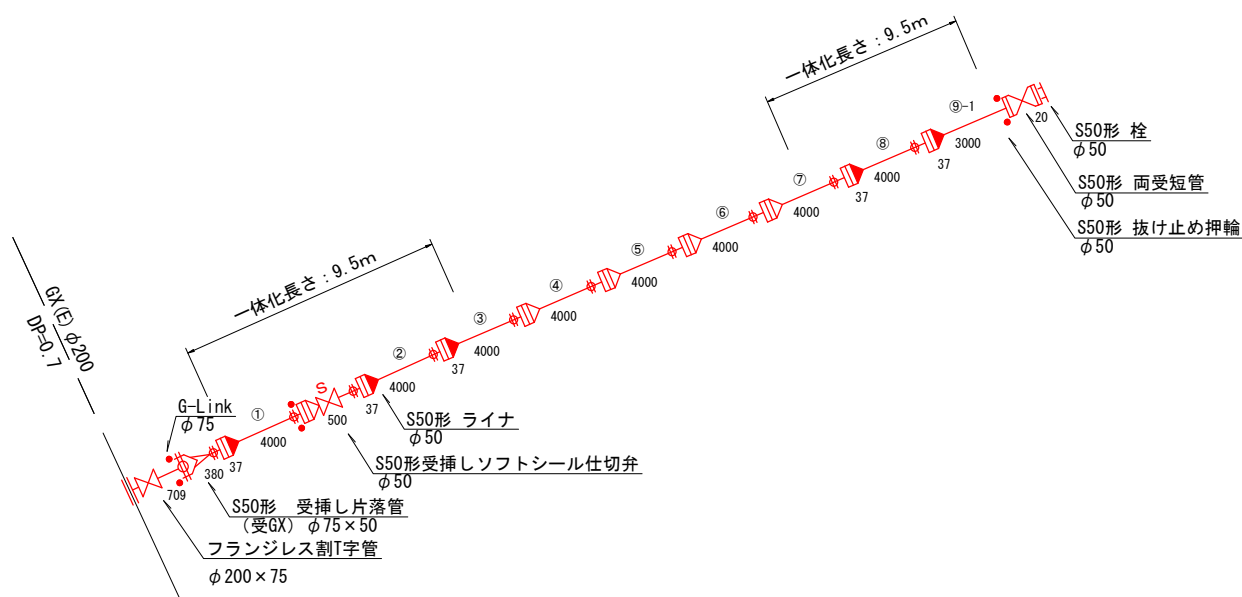 一体化長さ：9.5m
⑨-1
20
S50形 栓
φ50
3000
⑧
37
4000
S50形 両受短管
φ50
⑦
37
4000
S50形 抜け止め押輪
φ50
⑥
4000
⑤
4000
④
4000
一体化長さ：9.5m
③
4000
37
②
4000
37
S50形 ライナ
φ50
S
500
S50形受挿しソフトシール仕切弁
φ50
GX(E) φ200
DP=0.7
G-Link
φ75
①
4000
37
380
709
S50形　受挿し片落管
（受GX） φ75×50
フランジレス割T字管
φ200×75